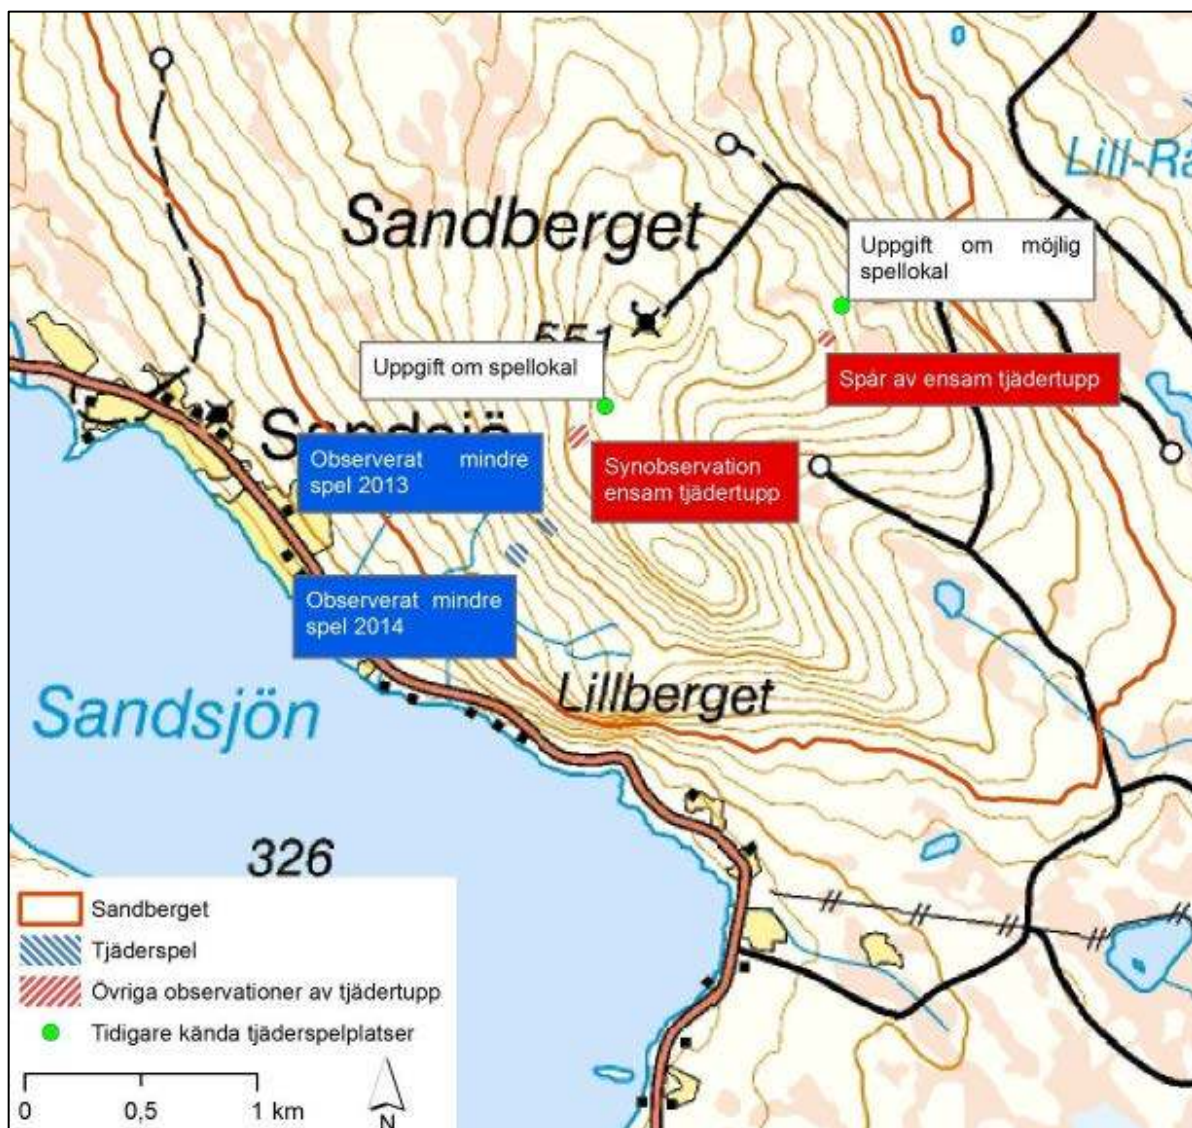 Lill-Ra
Sandberget
Uppgift om möjlig
spellokal
551
Uppgift om spellokal
Spår av ensam tjädertupp
Observerat mindre
spel 2013
Synobservation
ensam tjädertupp
Observerat mindre
spel 2014
Lillberget
Sandsjön
326
Sandberget
Tjäderspel
Övriga observationer av tjädertupp
Tidigare kända tjäderspelplatser
0 0,5 1 km
N